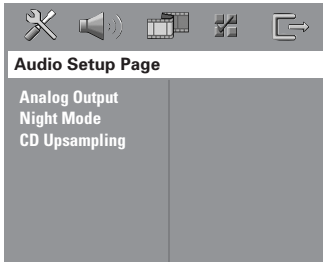 Audio Setup Page
Analog Output
Night Mode
CD Upsampling